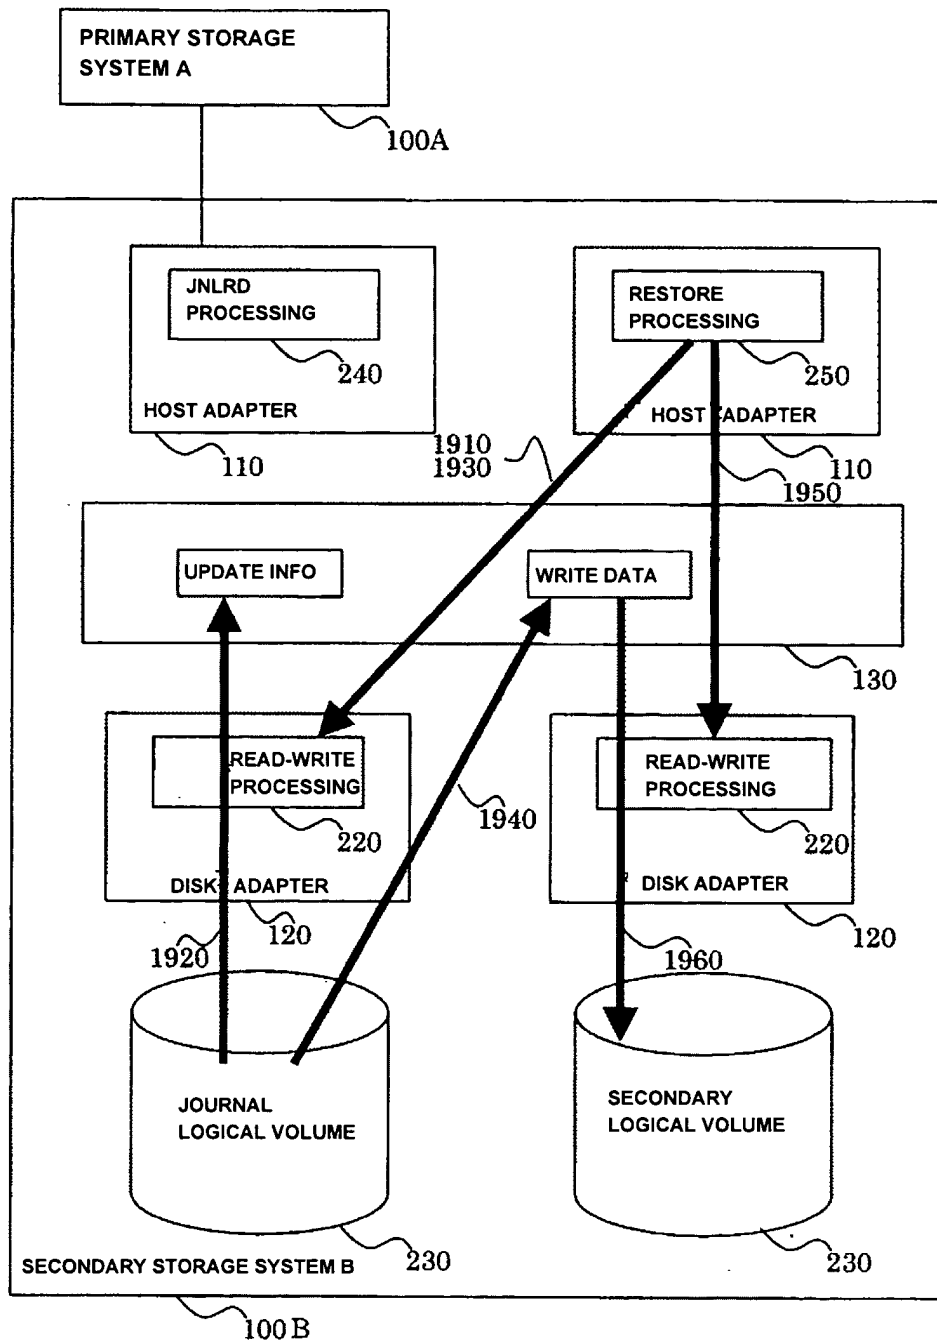 PRIMARY STORAGE
SYSTEM A
100A
JNLRD
PROCESSING
240
HOST ADAPTER
110
RESTORE
PROCESSING
250
HOST ADAPTER
110
1910
1930
1950
UPDATE INFO
WRITE DATA
130
READ-WRITE
PROCESSING
220
DISK ADAPTER
120
1940
READ-WRITE
PROCESSING
220
DISK ADAPTER
120
1920
1960
JOURNAL
LOGICAL VOLUME
230
SECONDARY
LOGICAL VOLUME
230
SECONDARY STORAGE SYSTEM B
100B